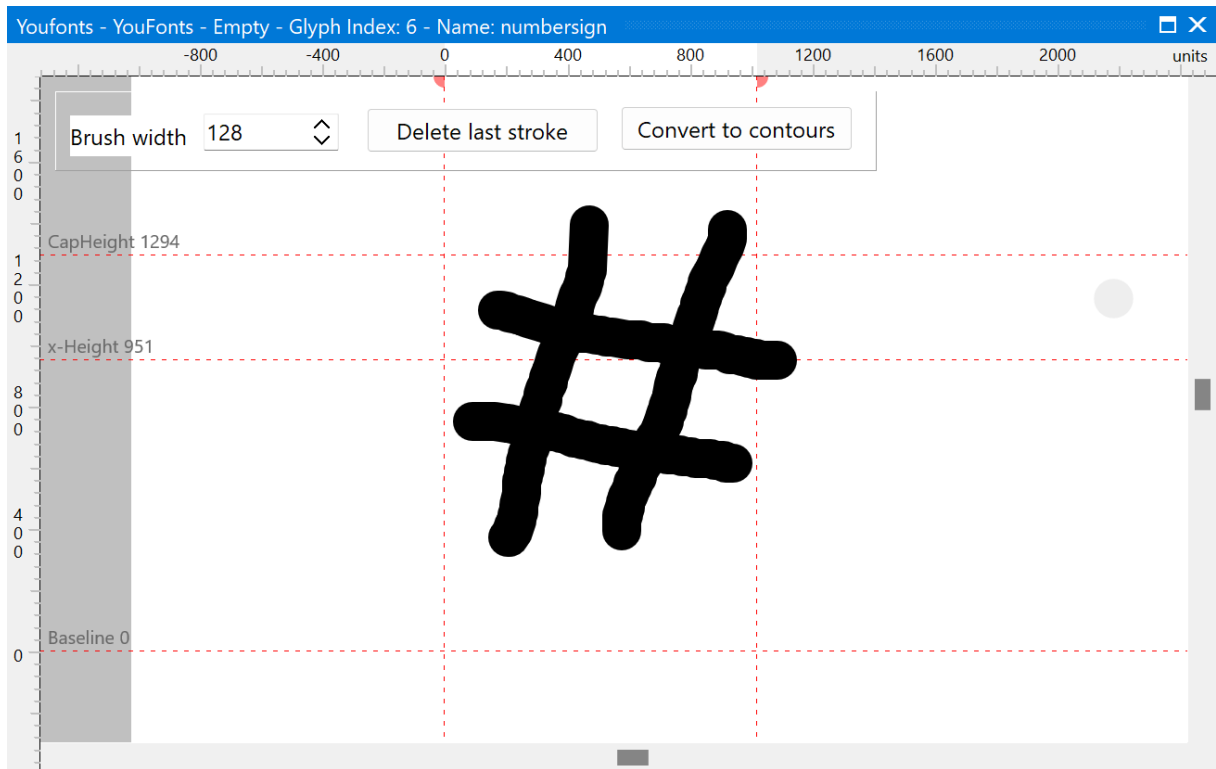 Youfonts - YouFonts - Empty - Glyph Index: 6 - Name: numbersign
-800 -400 0 400 800 1200 1600 2000 units
Brush width 128 Delete last stroke Convert to contours
1600
CapHeight 1294
1200
x-Height 951
800
400
Baseline 0
0
#